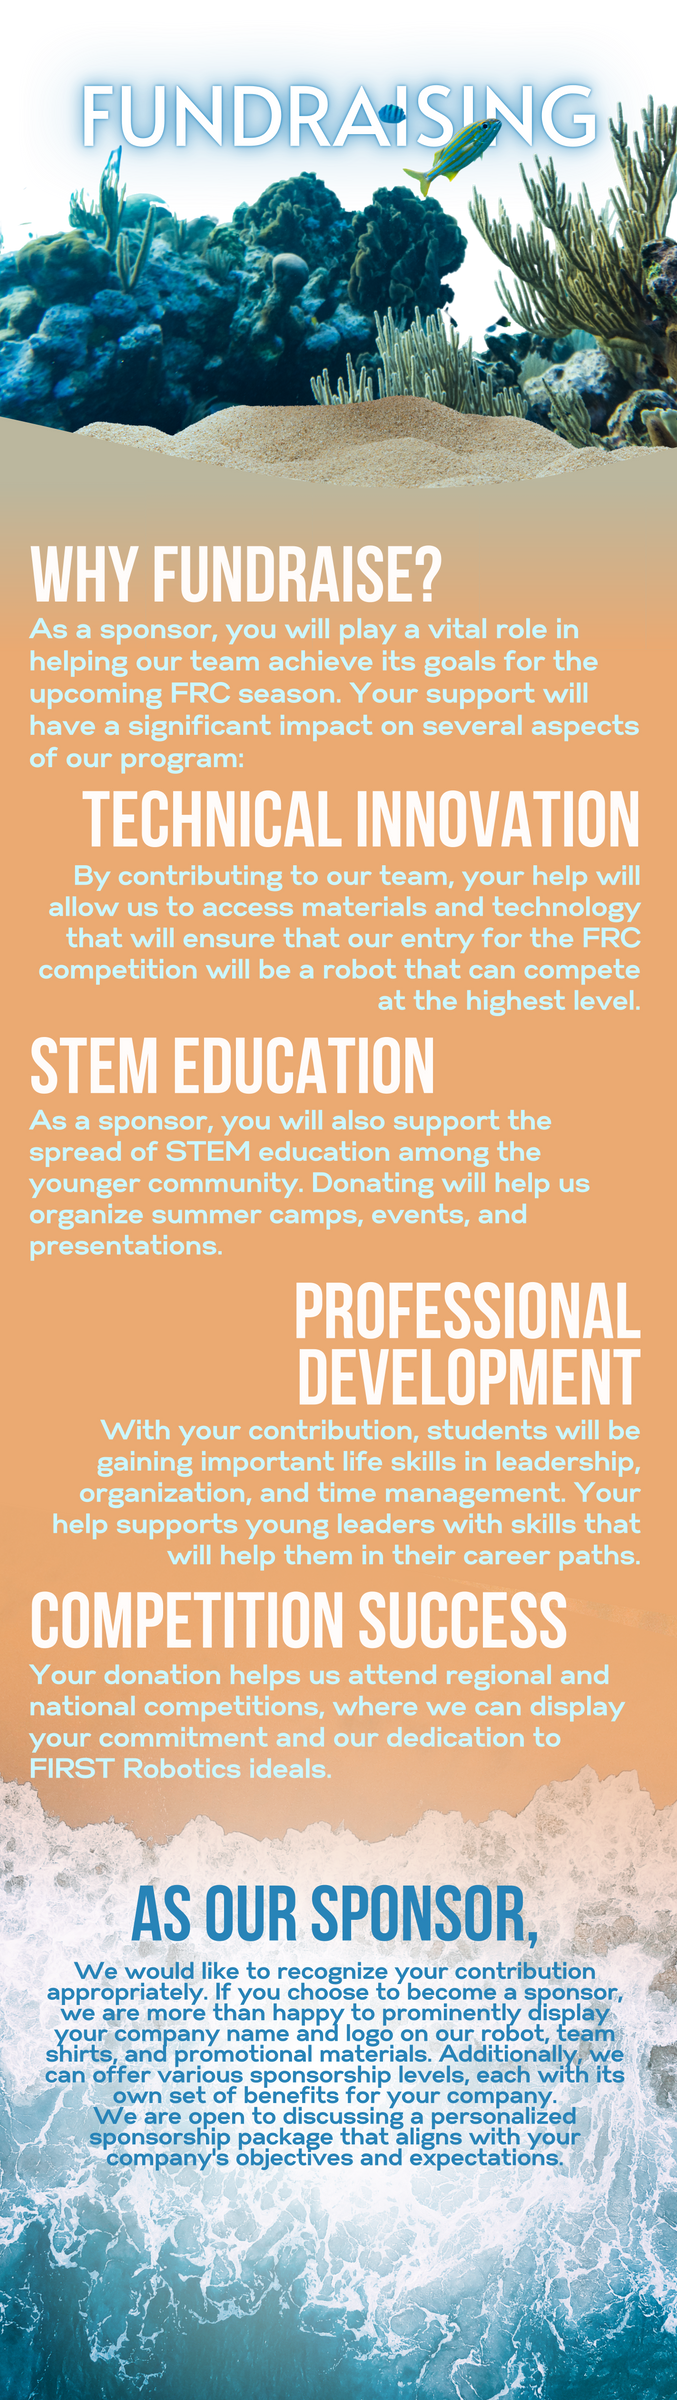 FUNDRAISING
WHY FUNDRAISE?
As a sponsor, you will play a vital role in
helping our team achieve its goals for the
upcoming FRC season. Your support will
have a significant impact on several aspects
of our program:
TECHNICAL INNOVATION
By contributing to our team, your help will
allow us to access materials and technology
that will ensure that our entry for the FRC
competition will be a robot that can compete
at the highest level.
STEM EDUCATION
As a sponsor, you will also support the
spread of STEM education among the
younger community. Donating will help us
organize summer camps, events, and
presentations.
PROFESSIONAL
DEVELOPMENT
With your contribution, students will be
gaining important life skills in leadership,
organization, and time management. Your
help supports young leaders with skills that
will help them in their career paths.
COMPETITION SUCCESS
Your donation helps us attend regional and
national competitions, where we can display
your commitment and our dedication to
FIRST Robotics ideals.
AS OUR SPONSOR,
We would like to recognize your contribution
appropriately. If you choose to become a sponsor,
we are more than happy to prominently display
your company name and logo on our robot, team
shirts, and promotional materials. Additionally, we
can offer various sponsorship levels, each with its
own set of benefits for your company.
We are open to discussing a personalized
sponsorship package that aligns with your
company's objectives and expectations.